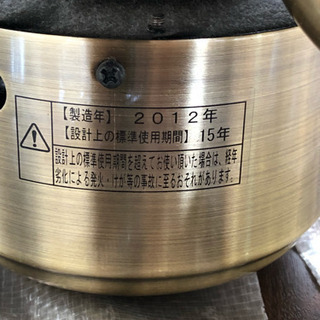 【製造年】 2012年
【設計上の標準使用期間】 15年
設計上の標準使用期間を超えてお使い頂いた場合は、経年
劣化による発火・けが等の事故に至るおそれがあります。